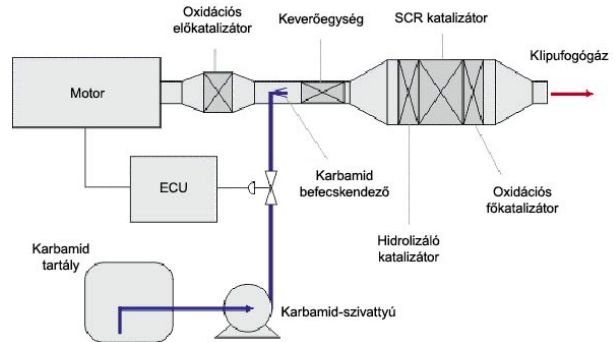 Oxidációs
előkatalizátor
Keverőegység
SCR katalizátor
Klipufogógáz
Motor
ECU
Karbamid
befecskendező
Oxidációs
főkatalizátor
Hidrolizáló
katalizátor
Karbamid
tartály
Karbamid-szivattyú